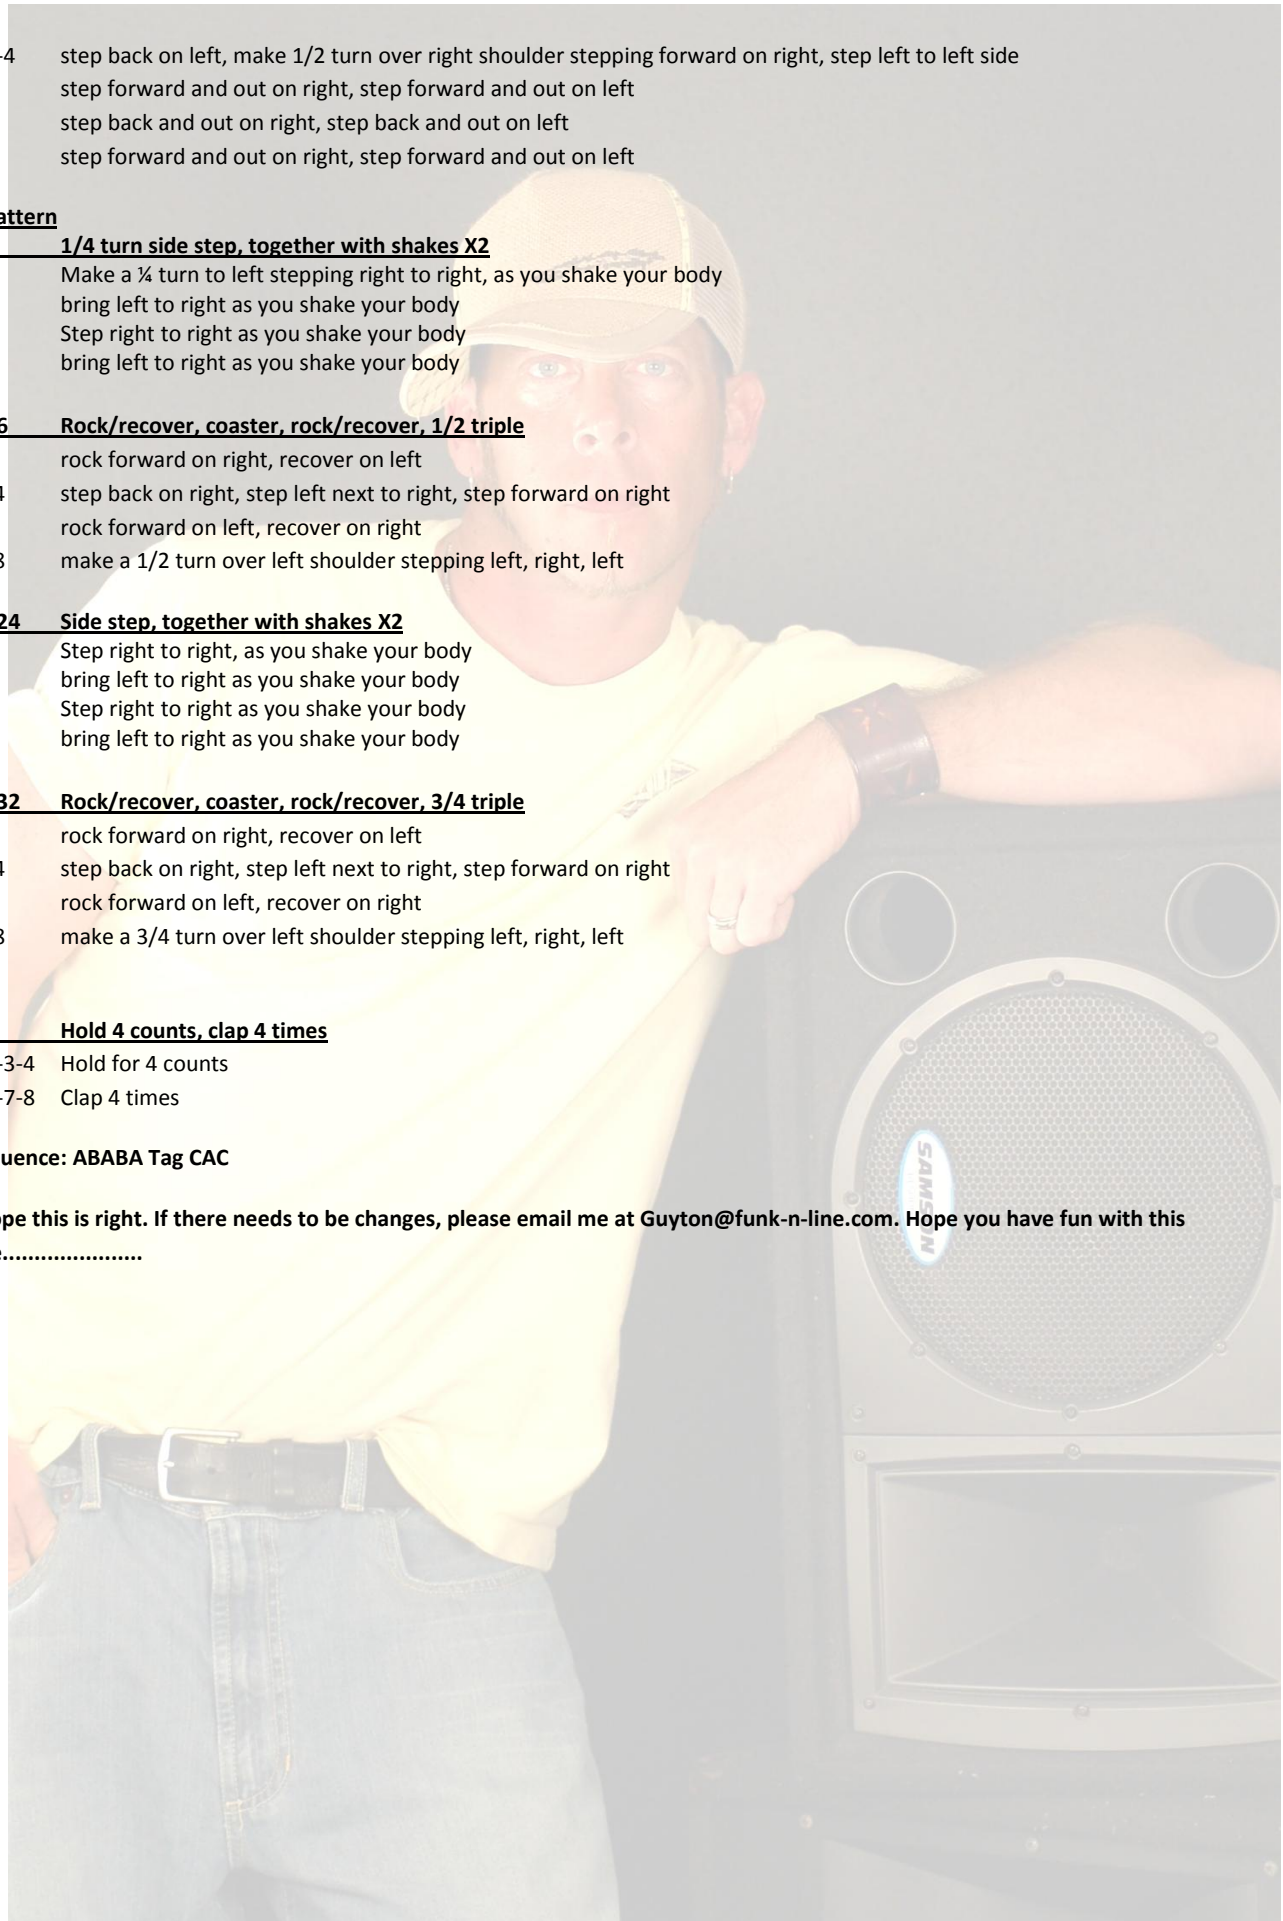 -4 step back on left, make 1/2 turn over right shoulder stepping forward on right, step left to left side
step forward and out on right, step forward and out on left
step back and out on right, step back and out on left
step forward and out on right, step forward and out on left
attern
1/4 turn side step, together with shakes X2
Make a ¼ turn to left stepping right to right, as you shake your body
bring left to right as you shake your body
Step right to right as you shake your body
bring left to right as you shake your body
6 Rock/recover, coaster, rock/recover, 1/2 triple
rock forward on right, recover on left
4 step back on right, step left next to right, step forward on right
rock forward on left, recover on right
8 make a 1/2 turn over left shoulder stepping left, right, left
24 Side step, together with shakes X2
Step right to right, as you shake your body
bring left to right as you shake your body
Step right to right as you shake your body
bring left to right as you shake your body
32 Rock/recover, coaster, rock/recover, 3/4 triple
rock forward on right, recover on left
4 step back on right, step left next to right, step forward on right
rock forward on left, recover on right
8 make a 3/4 turn over left shoulder stepping left, right, left
Hold 4 counts, clap 4 times
-3-4 Hold for 4 counts
-7-8 Clap 4 times
uence: ABABA Tag CAC
ope this is right. If there needs to be changes, please email me at Guyton@funk-n-line.com. Hope you have fun with this
e......................
SAMSON